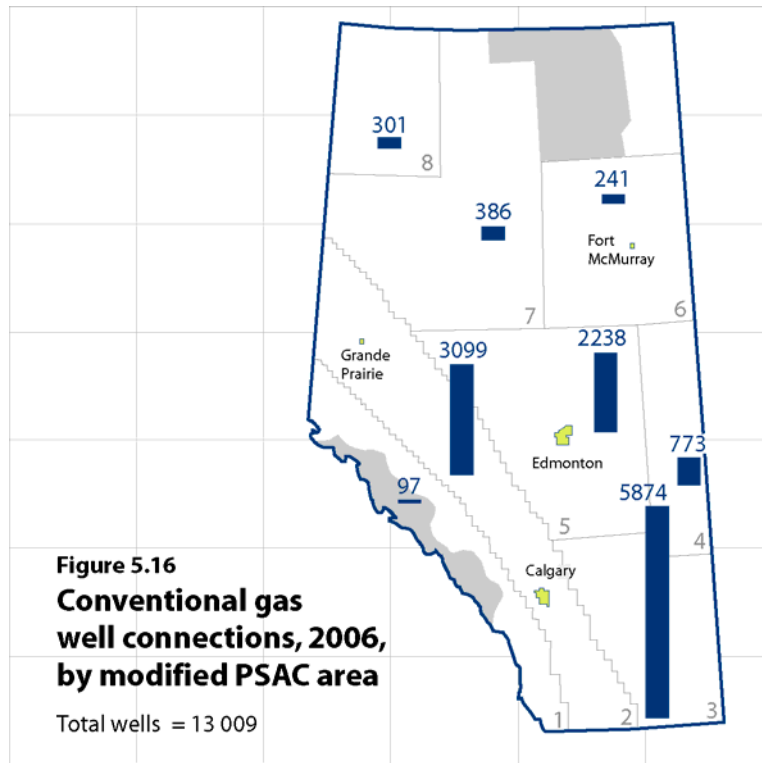 301
8
241
386
Fort
McMurray
7
6
3099
2238
Grande
Prairie
773
Edmonton
97
5874
5
4
Calgary
Figure 5.16
Conventional gas
well connections, 2006,
by modified PSAC area
Total wells = 13 009
1
2
3